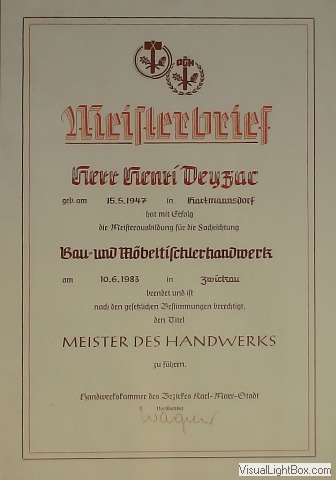 Meisterbrief
Herr Henri Deyzac
geb. am 15.5.1947 in Hartmannsdorf
hat mit Erfolg
die Meisterausbildung für die Fachrichtung
Bau- und Möbeltischlerhandwerk
am 10.6.1983 in Zwickau
beendet und ist
nach den gesetzlichen Bestimmungen berechtigt,
den Titel
MEISTER DES HANDWERKS
zu führen.
Handwerkskammer des Bezirkes Karl-Marx-Stadt
Vorsitzender
Wagner
VisualLightBox.com